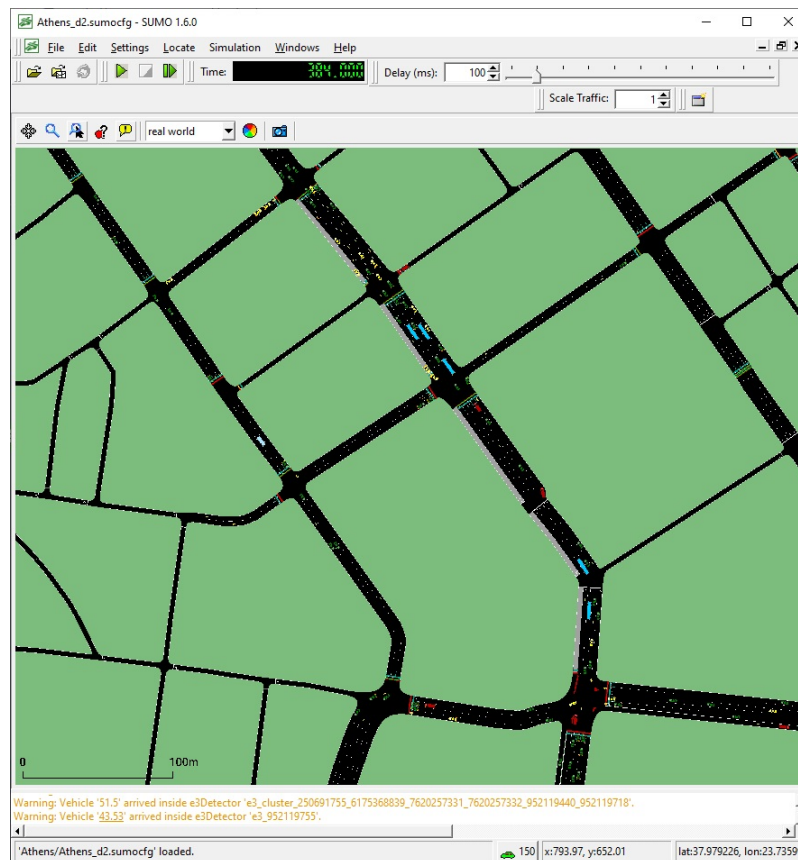 Athens_d2.sumocfg - SUMO 1.6.0
File Edit Settings Locate Simulation Windows Help
Time: 384.000 Delay (ms): 100
Scale Traffic: 1
real world
0 100m
Warning: Vehicle '51.5' arrived inside e3Detector 'e3_cluster_250691755_6175368839_7620257331_7620257332_952119440_952119718'.
Warning: Vehicle '43.53' arrived inside e3Detector 'e3_952119755'.
'Athens/Athens_d2.sumocfg' loaded. 150 x:793.97, y:652.01 lat:37.979226, lon:23.7359